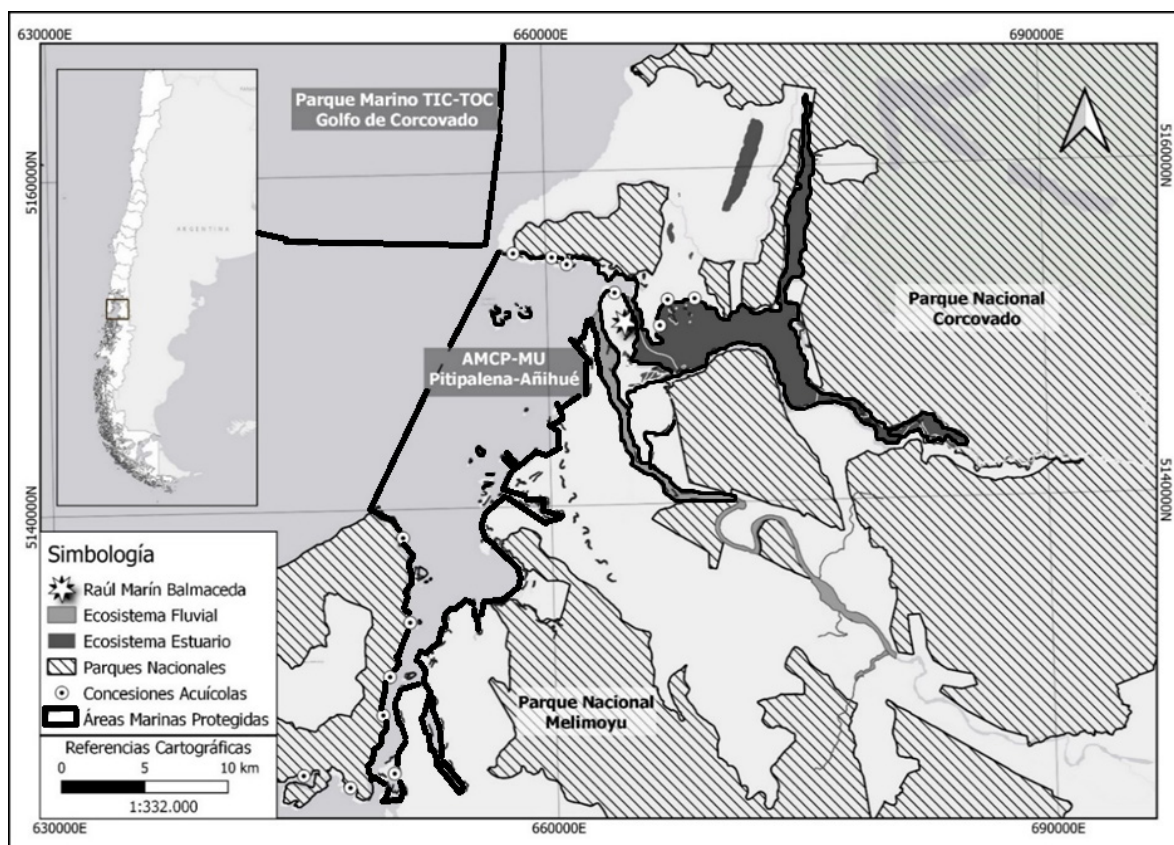 630000E
660000E
690000E
Parque Marino TIC-TOC
Golfo de Corcovado
5160000N
5160000N
ARGENTINA
Parque Nacional
Corcovado
AMCP-MU
Pitipalena-Añihué
5140000N
5140000N
Simbología
Raúl Marín Balmaceda
Ecosistema Fluvial
Ecosistema Estuario
Parques Nacionales
Concesiones Acuícolas
Áreas Marinas Protegidas
Parque Nacional
Melimoyu
Referencias Cartográficas
0 5 10 km
1:332.000
630000E
660000E
690000E